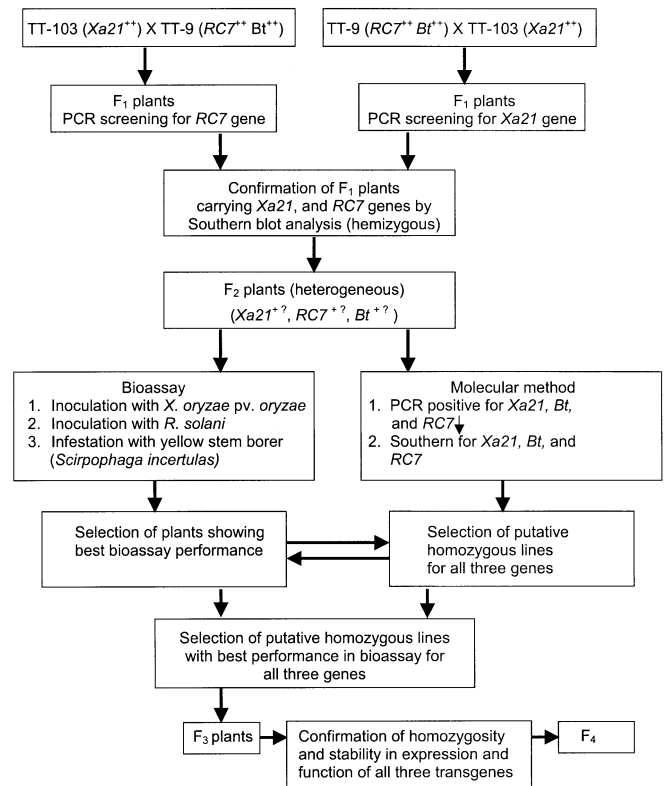 TT-103 (Xa21++) X TT-9 (RC7++ Bt++)
TT-9 (RC7++ Bt++) X TT-103 (Xa21++)
F1 plants
PCR screening for RC7 gene
F1 plants
PCR screening for Xa21 gene
Confirmation of F1 plants
carrying Xa21, and RC7 genes by
Southern blot analysis (hemizygous)
F2 plants (heterogeneous)
(Xa21+ ?, RC7 + ?, Bt + ? )
Bioassay
1. Inoculation with X. oryzae pv. oryzae
2. Inoculation with R. solani
3. Infestation with yellow stem borer
(Scirpophaga incertulas)
Molecular method
1. PCR positive for Xa21, Bt,
and RC7
2. Southern for Xa21, Bt, and
RC7
Selection of plants showing
best bioassay performance
Selection of putative
homozygous lines
for all three genes
Selection of putative homozygous lines
with best performance in bioassay for
all three genes
F3 plants
Confirmation of homozygosity
and stability in expression and
function of all three transgenes
F4